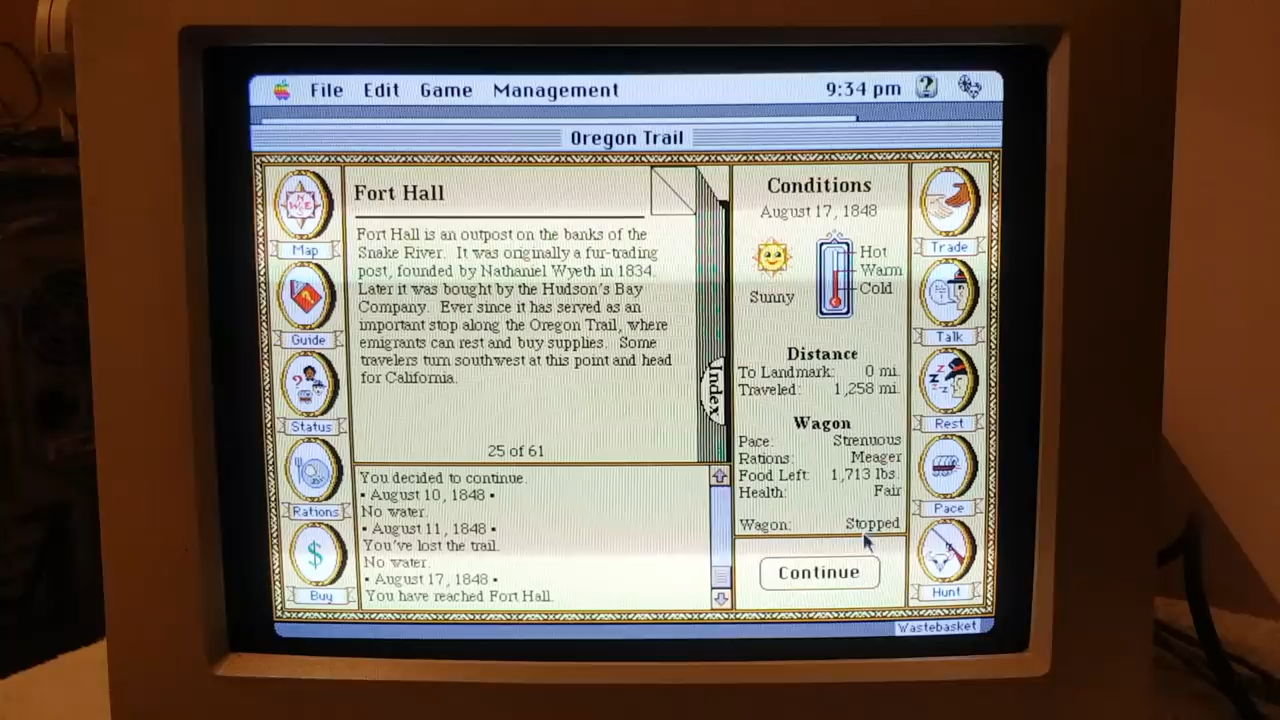 File Edit Game Management 9:34 pm
Oregon Trail
Map
Guide
Status
Rations
$
Buy
Fort Hall
Fort Hall is an outpost on the banks of the
Snake River. It was originally a fur-trading
post, founded by Nathaniel Wyeth in 1834.
Later it was bought by the Hudson's Bay
Company. Ever since it has served as an
important stop along the Oregon Trail, where
emigrants can rest and buy supplies. Some
travelers turn southwest at this point and head
for California.
25 of 61
Index
You decided to continue.
• August 10, 1848 •
No water.
• August 11, 1848 •
You've lost the trail.
No water.
• August 17, 1848 •
You have reached Fort Hall.
Conditions
August 17, 1848
Sunny
Hot
Warm
Cold
Distance
To Landmark: 0 mi.
Traveled: 1,258 mi.
Wagon
Pace: Strenuous
Rations: Meager
Food Left: 1,713 lbs.
Health: Fair
Wagon: Stopped
Continue
Trade
Talk
Rest
Pace
Hunt
Wastebasket